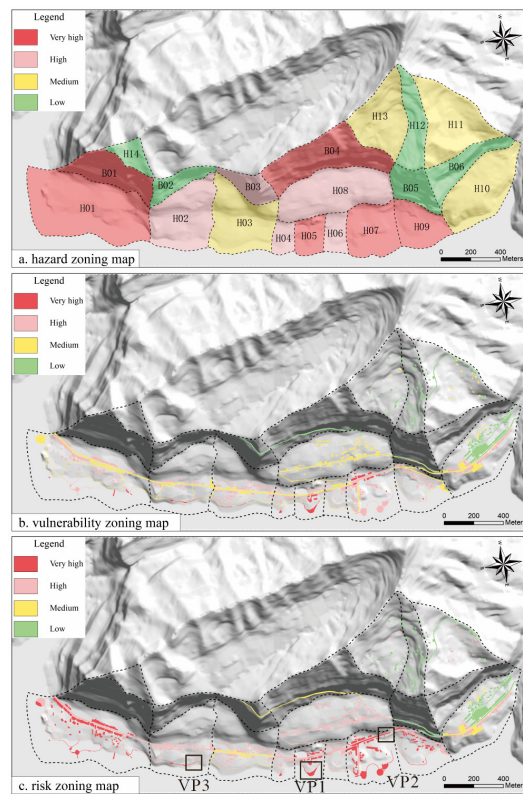 Legend
Very high
High
Medium
Low
N
H13
H12
H11
H14
B01
B02
B03
B04
B05
B06
H10
H01
H02
H03
H08
H04
H05
H06
H07
H09
0 200 400
Meters
a. hazard zoning map
Legend
Very high
High
Medium
Low
N
0 200 400
Meters
b. vulnerability zoning map
Legend
Very high
High
Medium
Low
N
0 200 400
Meters
VP3
VP1
VP2
c. risk zoning map